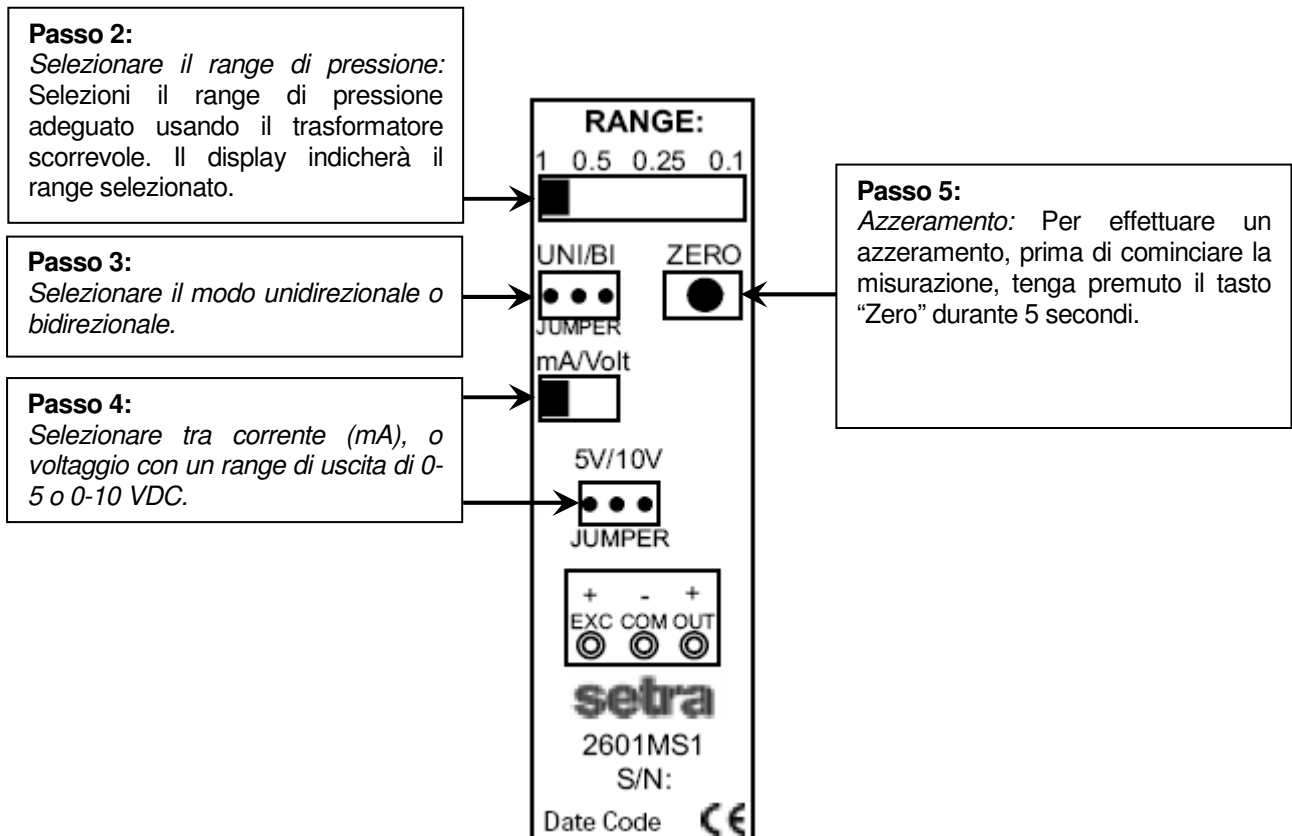 Passo 2:
Selezionare il range di pressione:
Selezioni il range di pressione
adeguato usando il trasformatore
scorrevole. Il display indicherà il
range selezionato.
Passo 3:
Selezionare il modo unidirezionale o
bidirezionale.
Passo 4:
Selezionare tra corrente (mA), o
voltaggio con un range di uscita di 0-
5 o 0-10 VDC.
RANGE:
1 0.5 0.25 0.1
UNI/BI ZERO
JUMPER
mA/Volt
5V/10V
JUMPER
+ - +
EXC COM OUT
setra
2601MS1
S/N:
Date Code CE
Passo 5:
Azzeramento: Per effettuare un
azzeramento, prima di cominciare la
misurazione, tenga premuto il tasto
“Zero” durante 5 secondi.